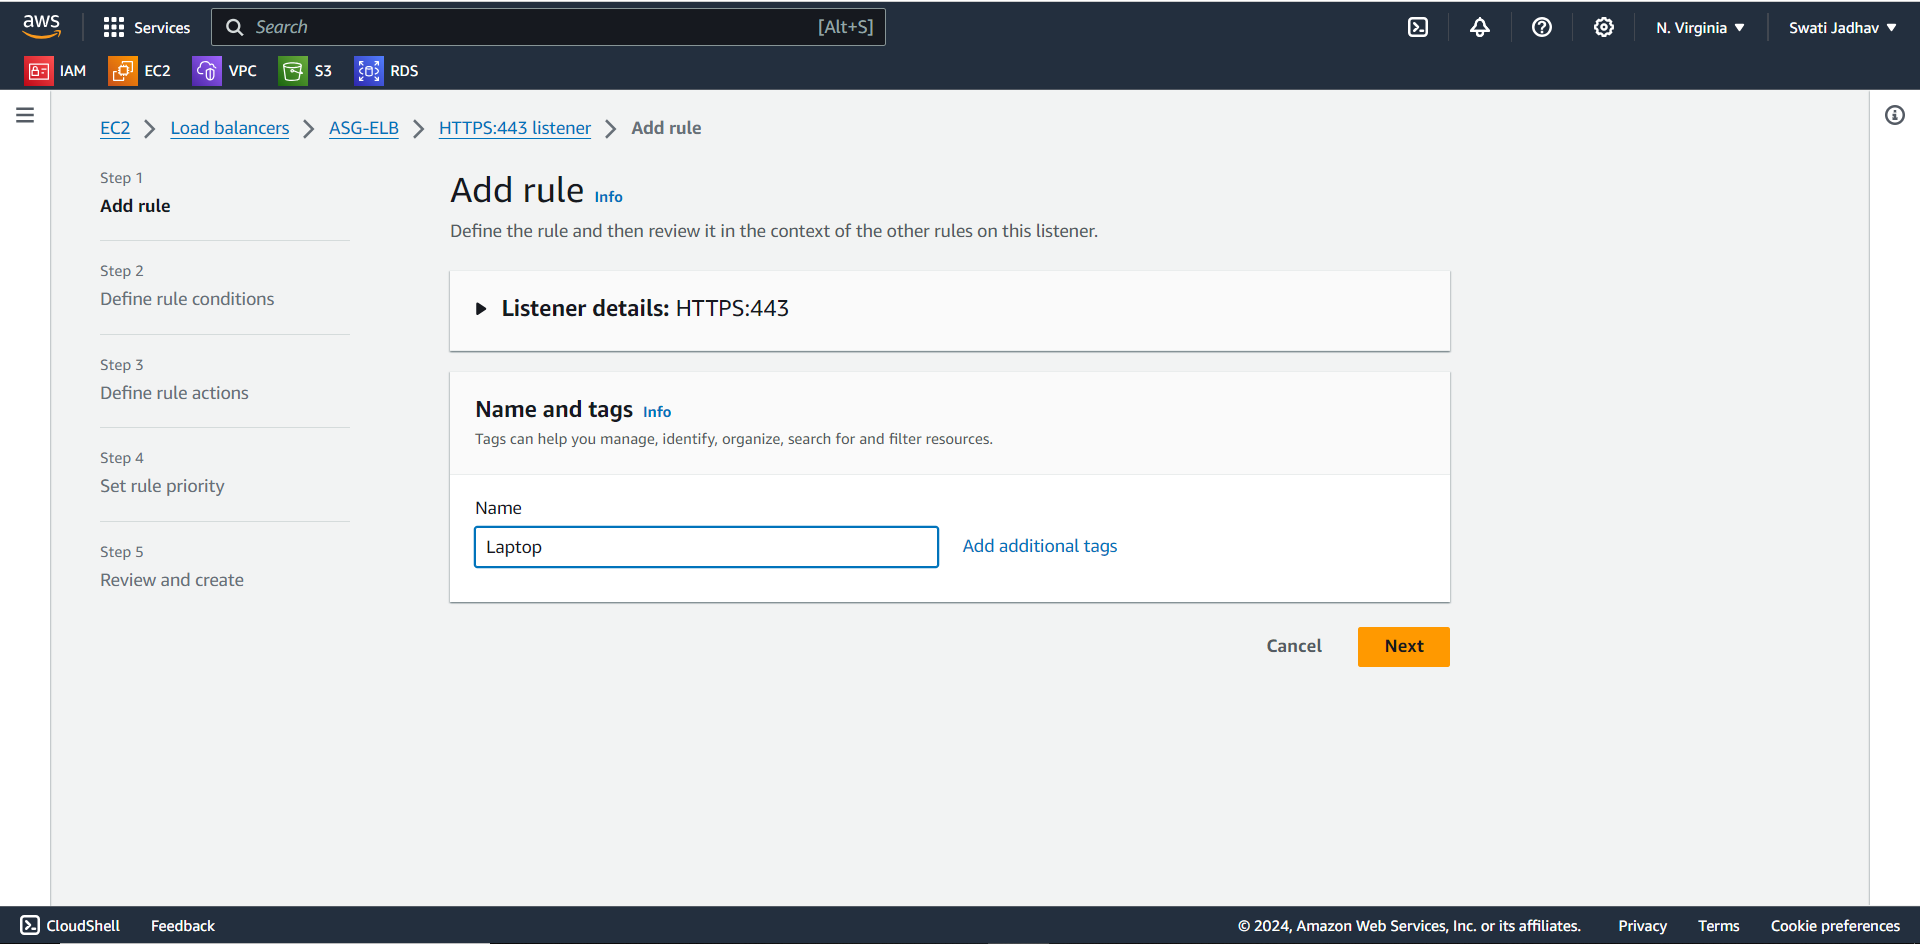 aws Services Search [Alt+S] N. Virginia Swati Jadhav
IAM EC2 VPC S3 RDS
EC2 Load balancers ASG-ELB HTTPS:443 listener Add rule
Step 1
Add rule
Step 2
Define rule conditions
Step 3
Define rule actions
Step 4
Set rule priority
Step 5
Review and create
Add rule Info
Define the rule and then review it in the context of the other rules on this listener.
Listener details: HTTPS:443
Name and tags Info
Tags can help you manage, identify, organize, search for and filter resources.
Name
Laptop Add additional tags
Cancel Next
CloudShell Feedback © 2024, Amazon Web Services, Inc. or its affiliates. Privacy Terms Cookie preferences